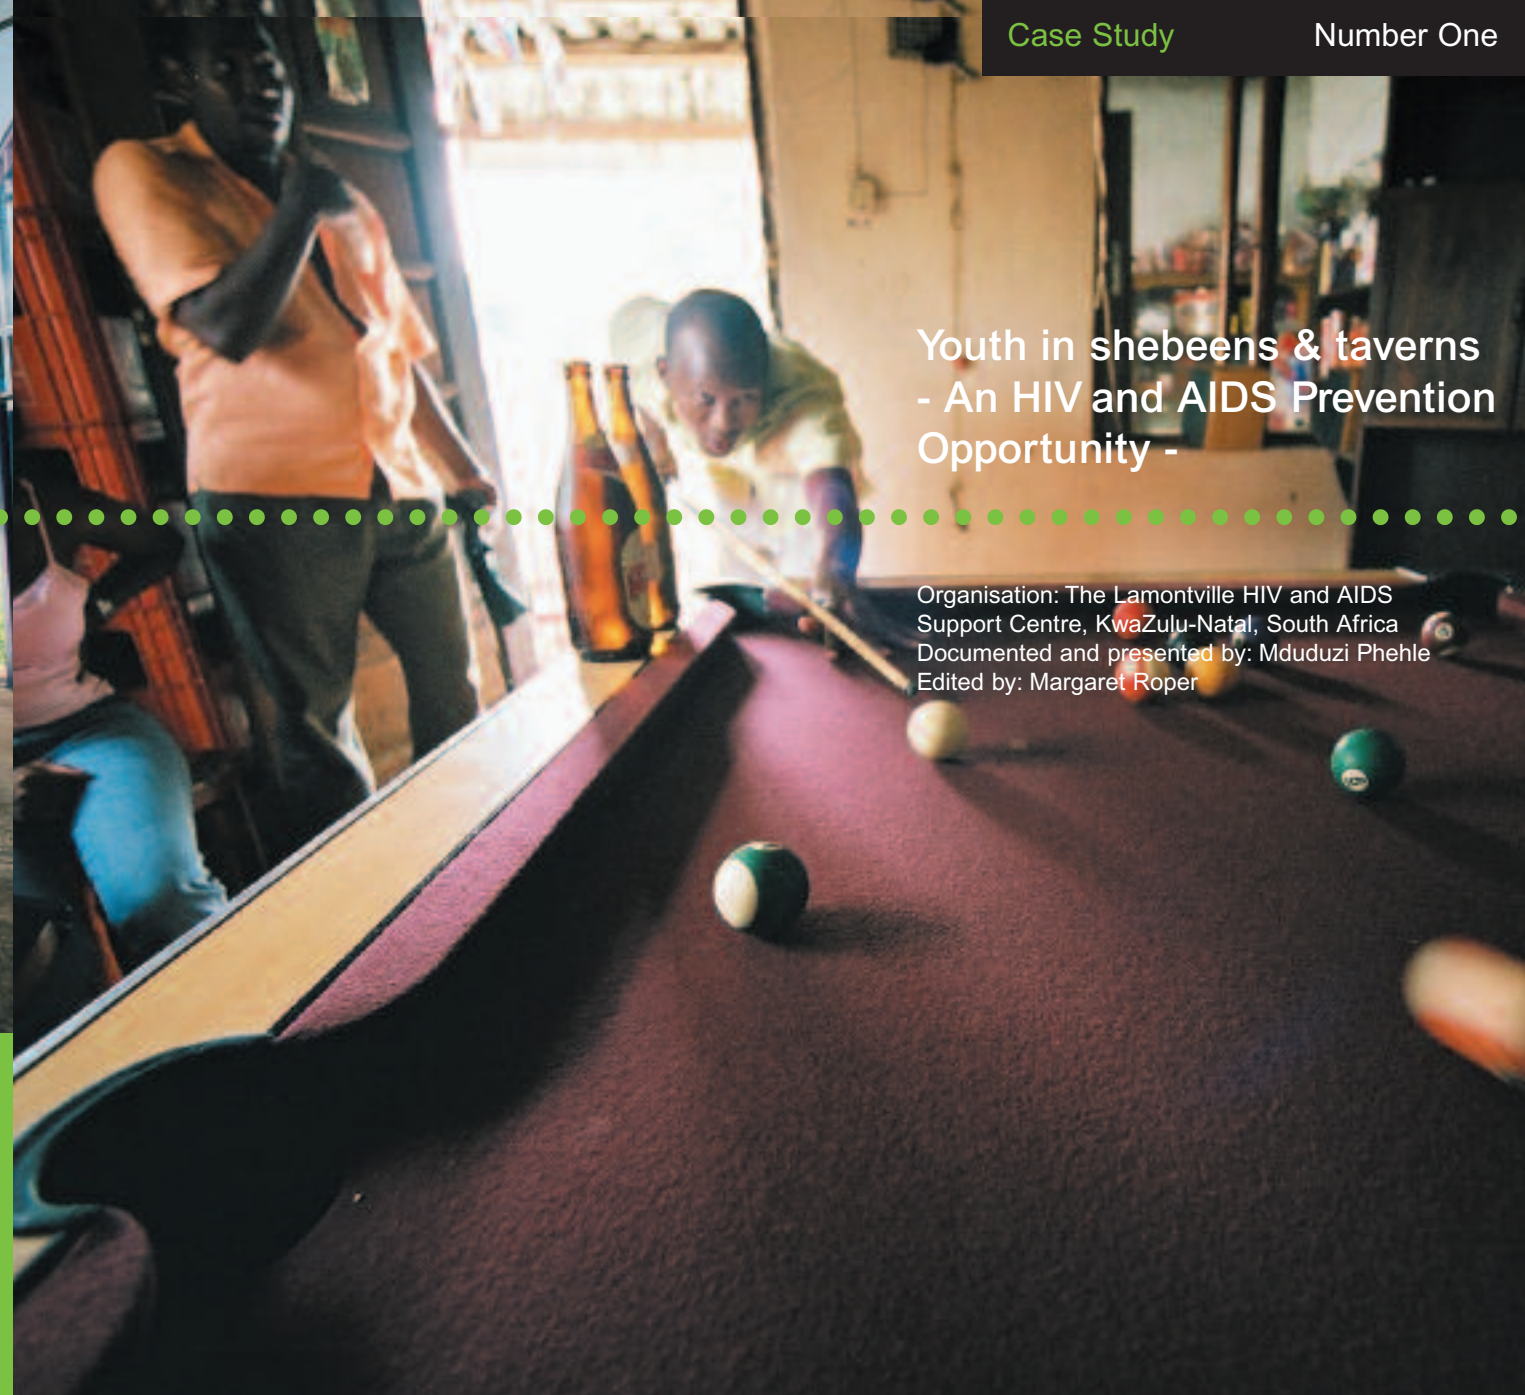 Case Study Number One
Youth in shebeens & taverns
- An HIV and AIDS Prevention
Opportunity -
Organisation: The Lamontville HIV and AIDS
Support Centre, KwaZulu-Natal, South Africa
Documented and presented by: Mduduzi Phehle
Edited by: Margaret Roper